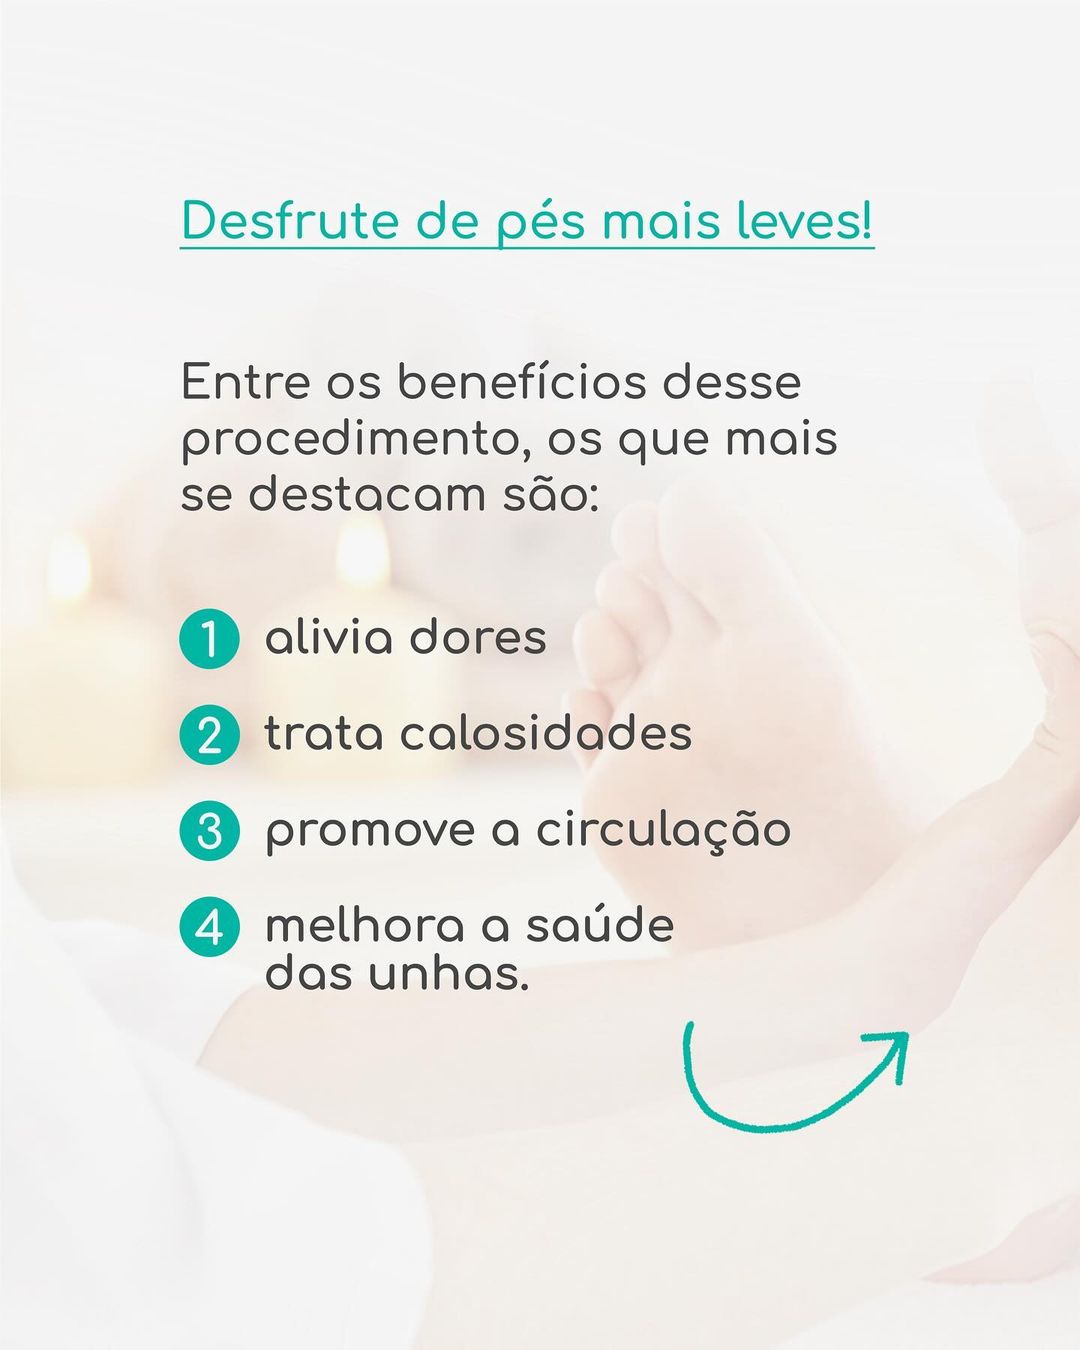 Desfrute de pés mais leves!
Entre os benefícios desse
procedimento, os que mais
se destacam são:
1 alivia dores
2 trata calosidades
3 promove a circulação
4 melhora a saúde
das unhas.